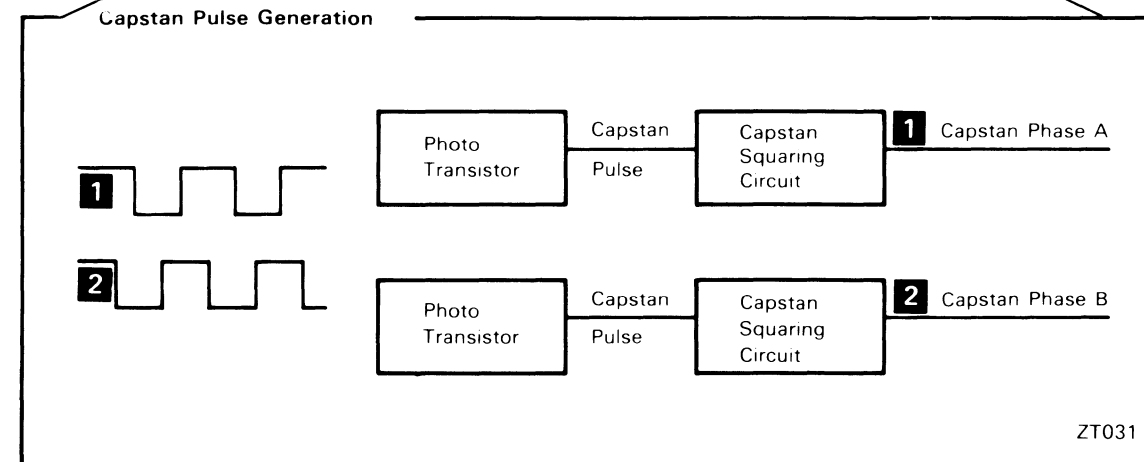 Capstan Pulse Generation
1
2
Photo
Transistor
Capstan
Pulse
Capstan
Squaring
Circuit
1 Capstan Phase A
Photo
Transistor
Capstan
Pulse
Capstan
Squaring
Circuit
2 Capstan Phase B
ZT031